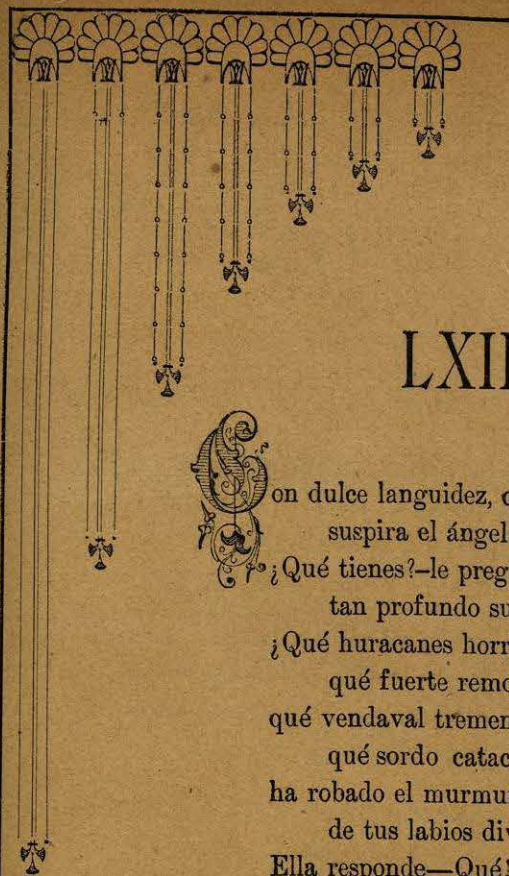 LXII
Con dulce languidez,
suspira el ángel
¿Qué tienes?—le preg
tan profundo su
¿Qué huracanes horr
qué fuerte remo
qué vendaval tremen
qué sordo catac
ha robado el murmu
de tus labios div
Ella responde—Qué!